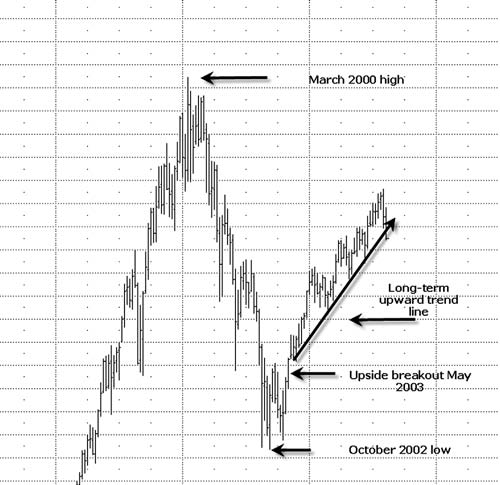 March 2000 high
Long-term
upward trend
line
Upside breakout May
2003
October 2002 low